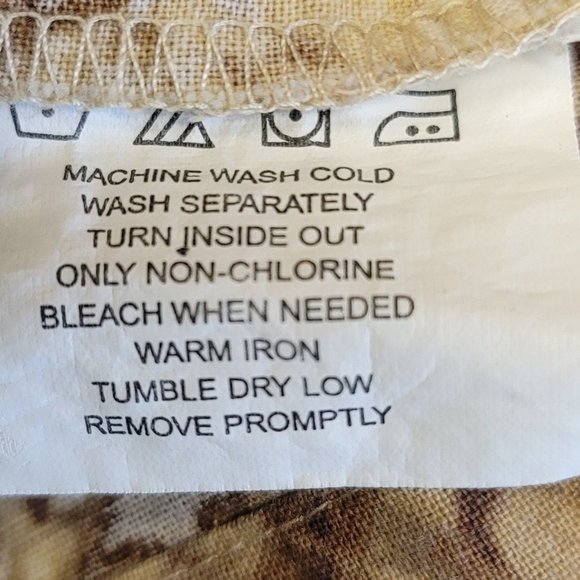 MACHINE WASH COLD
WASH SEPARATELY
TURN INSIDE OUT
ONLY NON-CHLORINE
BLEACH WHEN NEEDED
WARM IRON
TUMBLE DRY LOW
REMOVE PROMPTLY